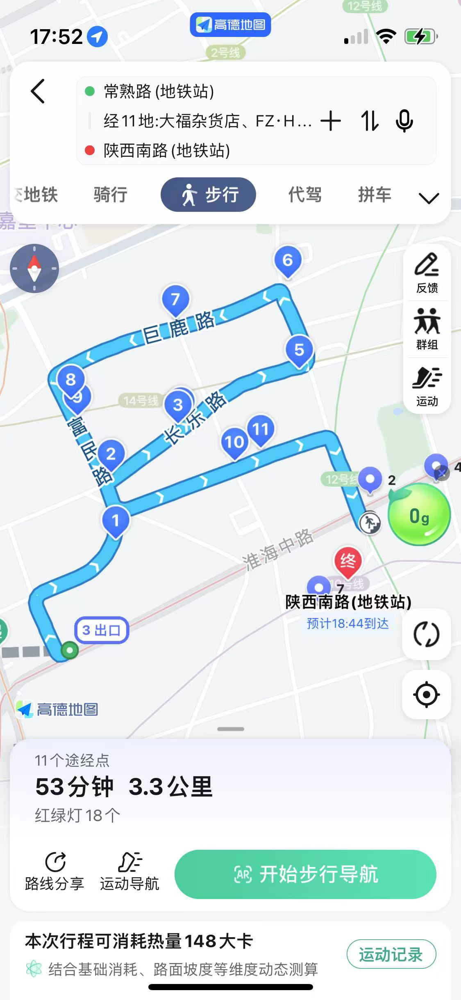 12号线
17:52
高德地图
2号线
常熟路(地铁站)
经11地:大福杂货店、FZ·H...
陕西南路(地铁站)
地铁
骑行
步行
代驾
拼车
反馈
群组
运动
6
7
巨鹿路
5
8
9
14号线
3
长乐路
富民路
2
10
11
12号线
2
4
0g
1
淮海中路
终
10号线
7
陕西南路(地铁站)
预计18:44到达
3出口
高德地图
11个途经点
53分钟 3.3公里
红绿灯18个
路线分享
运动导航
AR 开始步行导航
本次行程可消耗热量148大卡
运动记录
结合基础消耗、路面坡度等维度动态测算